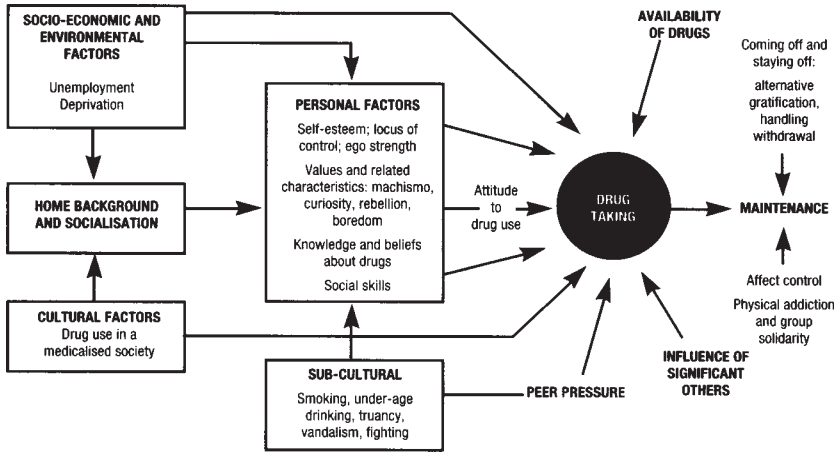 SOCIO-ECONOMIC AND
ENVIRONMENTAL
FACTORS
Unemployment
Deprivation
HOME BACKGROUND
AND SOCIALISATION
CULTURAL FACTORS
Drug use in a
medicalised society
PERSONAL FACTORS
Self-esteem; locus of
control; ego strength
Values and related
characteristics: machismo,
curiosity, rebellion,
boredom
Knowledge and beliefs
about drugs
Social skills
SUB-CULTURAL
Smoking, under-age
drinking, truancy,
vandalism, fighting
Attitude
to
drug use
AVAILABILITY
OF DRUGS
DRUG
TAKING
PEER PRESSURE
INFLUENCE OF
SIGNIFICANT
OTHERS
Coming off and
staying off:
alternative
gratification,
handling
withdrawal
MAINTENANCE
Affect control
Physical addiction
and group
solidarity